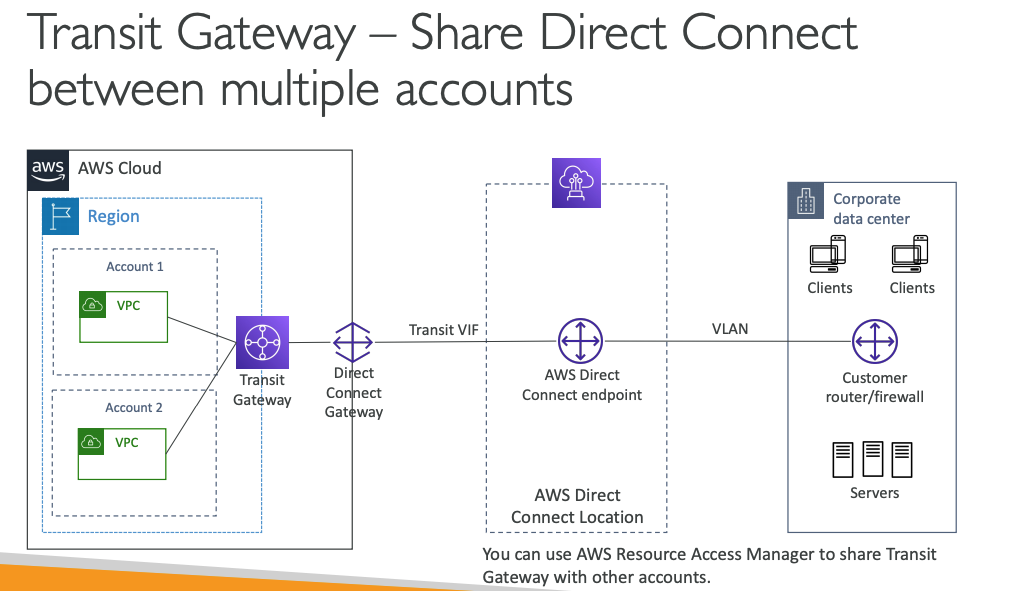 Transit Gateway – Share Direct Connect
between multiple accounts
aws
AWS Cloud
Region
Account 1
VPC
Account 2
VPC
Transit
Gateway
Direct
Connect
Gateway
Transit VIF
AWS Direct
Connect endpoint
AWS Direct
Connect Location
VLAN
Corporate
data center
Clients
Clients
Customer
router/firewall
Servers
You can use AWS Resource Access Manager to share Transit
Gateway with other accounts.